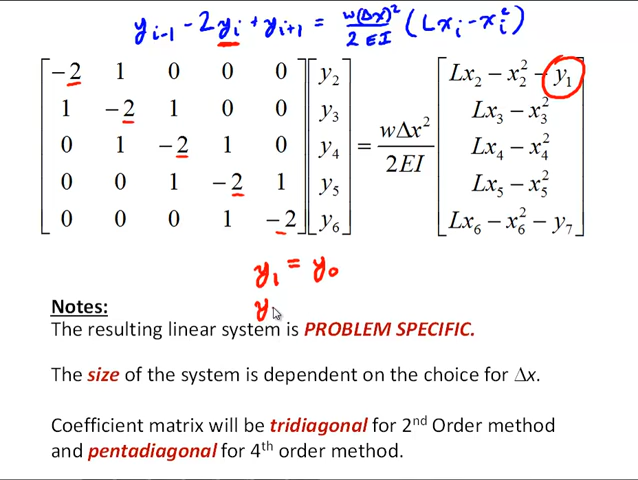 y_{i-1} - 2y_i + y_{i+1} = \frac{w(Δx)^2}{2EI} (Lx_i - x_i^2)
-2 1 0 0 0 y_2 Lx_2 - x_2^2 - y_1
1 -2 1 0 0 y_3 Lx_3 - x_3^2
0 1 -2 1 0 y_4 = \frac{wΔx^2}{2EI} Lx_4 - x_4^2
0 0 1 -2 1 y_5 Lx_5 - x_5^2
0 0 0 1 -2 y_6 Lx_6 - x_6^2 - y_7
y_1 = y_0
y
Notes:
The resulting linear system is PROBLEM SPECIFIC.
The size of the system is dependent on the choice for Δx.
Coefficient matrix will be tridiagonal for 2nd Order method
and pentadiagonal for 4th order method.